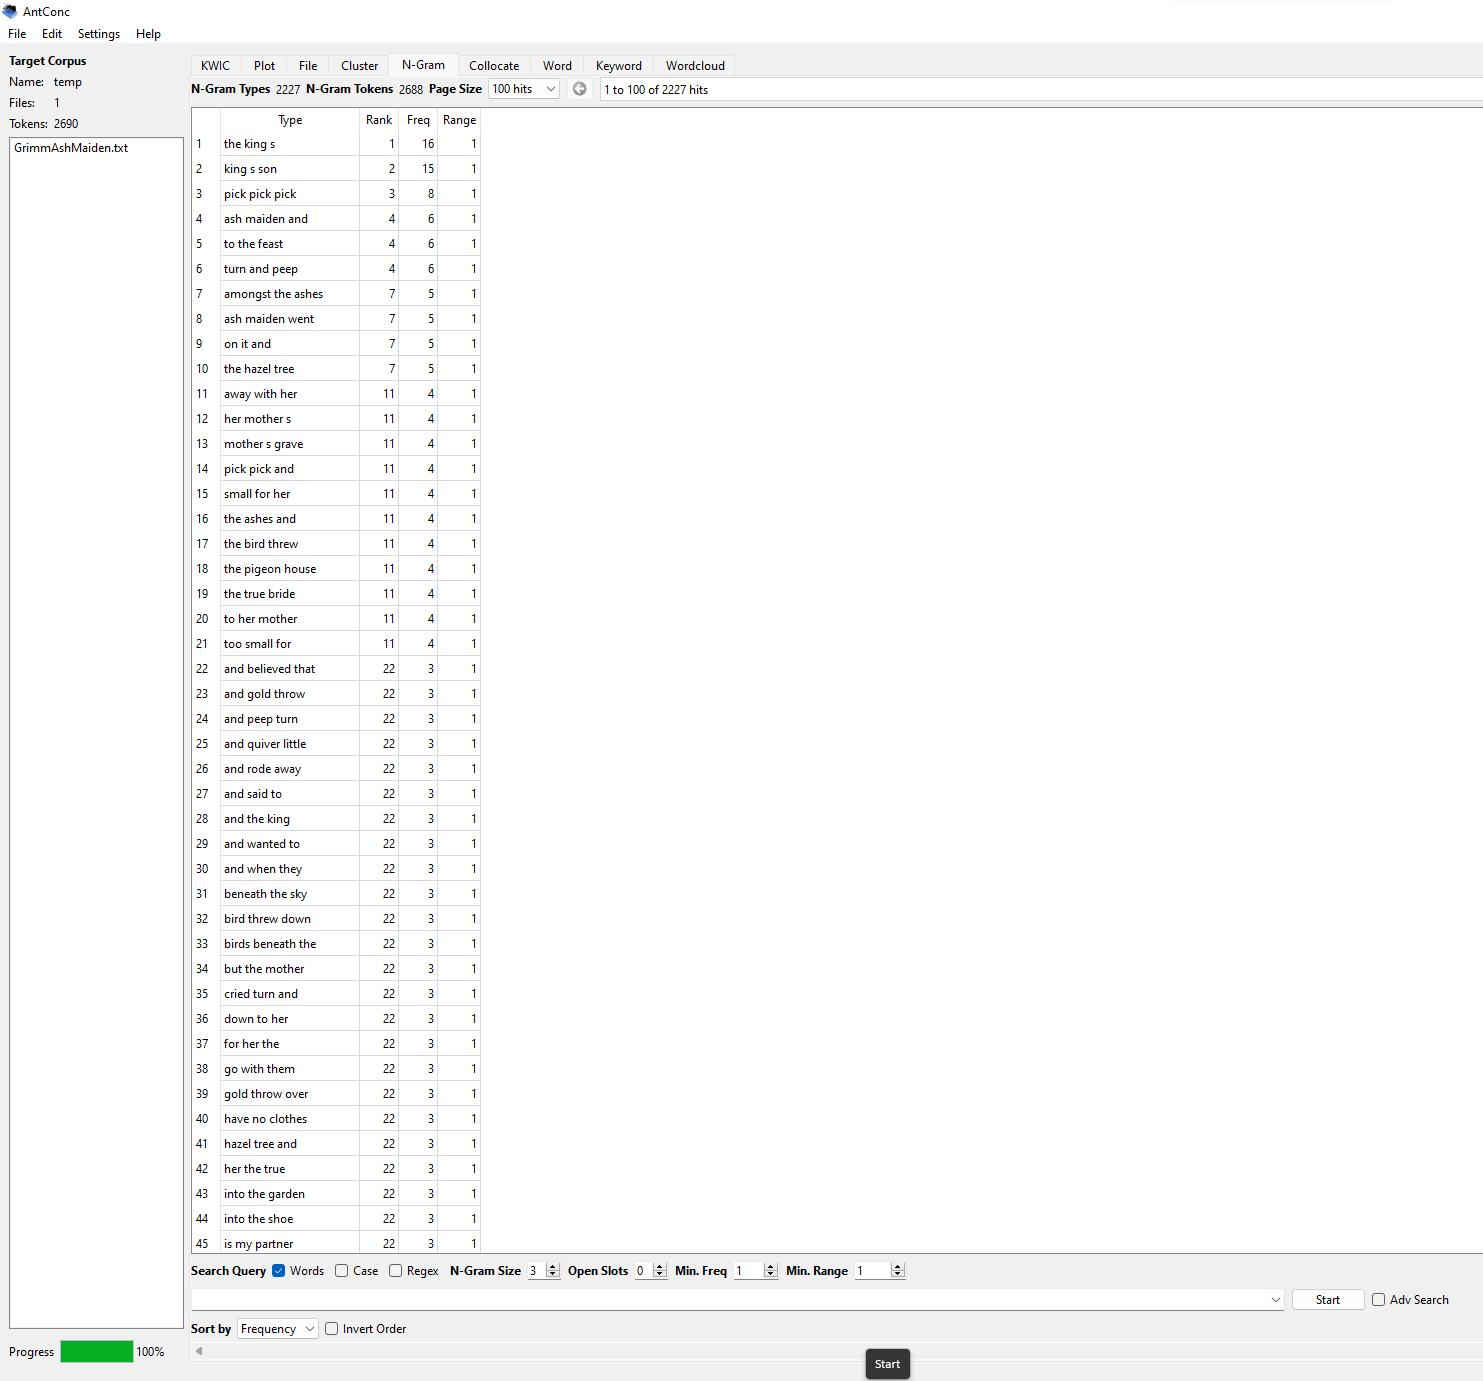 AntConc
File Edit Settings Help
Target Corpus
Name: temp
Files: 1
Tokens: 2690
GrimmAshMaiden.txt
KWIC Plot File Cluster N-Gram Collocate Word Keyword Wordcloud
N-Gram Types 2227 N-Gram Tokens 2688 Page Size 100 hits 1 to 100 of 2227 hits
Type Rank Freq Range
1 the king s 1 16 1
2 king s son 2 15 1
3 pick pick pick 3 8 1
4 ash maiden and 4 6 1
5 to the feast 4 6 1
6 turn and peep 4 6 1
7 amongst the ashes 7 5 1
8 ash maiden went 7 5 1
9 on it and 7 5 1
10 the hazel tree 7 5 1
11 away with her 11 4 1
12 her mother s 11 4 1
13 mother s grave 11 4 1
14 pick pick and 11 4 1
15 small for her 11 4 1
16 the ashes and 11 4 1
17 the bird threw 11 4 1
18 the pigeon house 11 4 1
19 the true bride 11 4 1
20 to her mother 11 4 1
21 too small for 11 4 1
22 and believed that 22 3 1
23 and gold throw 22 3 1
24 and peep turn 22 3 1
25 and quiver little 22 3 1
26 and rode away 22 3 1
27 and said to 22 3 1
28 and the king 22 3 1
29 and wanted to 22 3 1
30 and when they 22 3 1
31 beneath the sky 22 3 1
32 bird threw down 22 3 1
33 birds beneath the 22 3 1
34 but the mother 22 3 1
35 cried turn and 22 3 1
36 down to her 22 3 1
37 for her the 22 3 1
38 go with them 22 3 1
39 gold throw over 22 3 1
40 have no clothes 22 3 1
41 hazel tree and 22 3 1
42 her the true 22 3 1
43 into the garden 22 3 1
44 into the shoe 22 3 1
45 is my partner 22 3 1
Search Query Words Case Regex N-Gram Size 3 Open Slots 0 Min. Freq 1 Min. Range 1
Start Adv Search
Sort by Frequency Invert Order
Progress 100%
Start